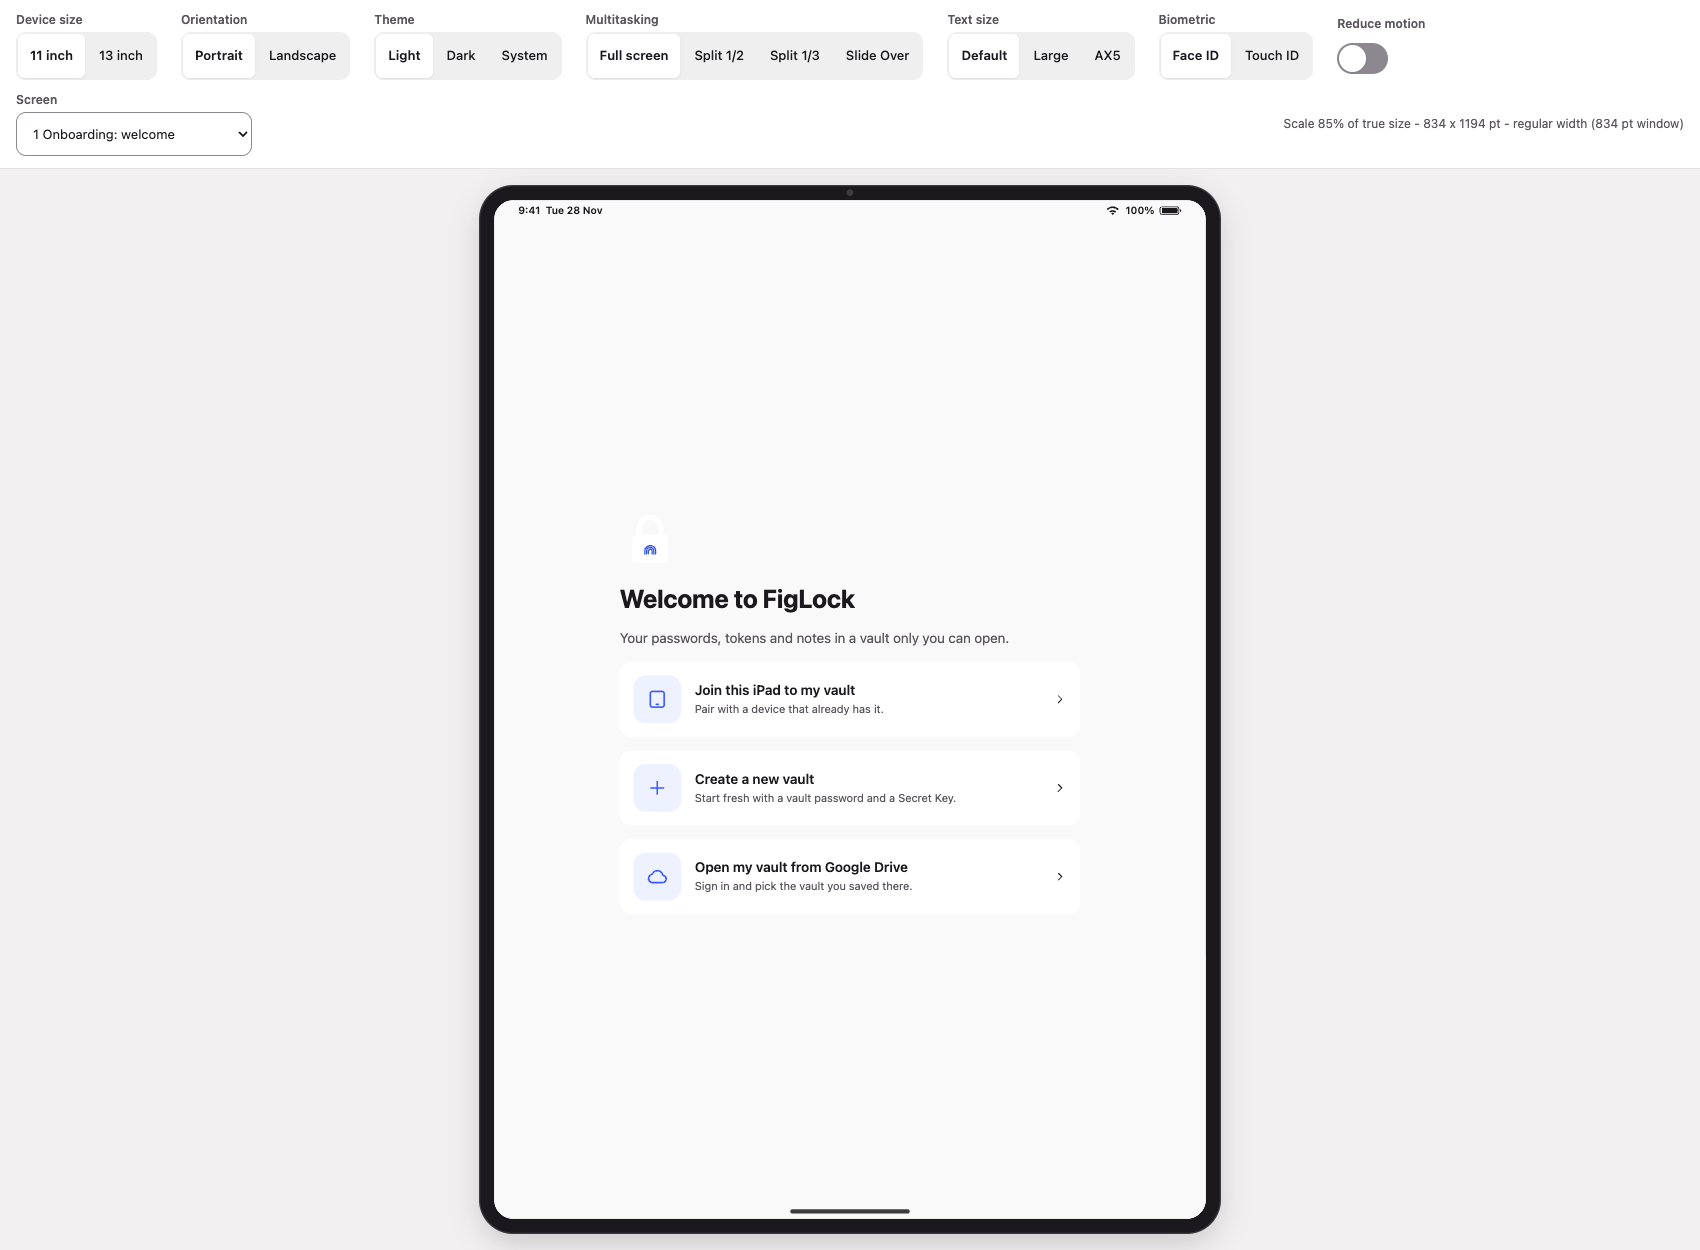 Device size
11 inch 13 inch
Orientation
Portrait Landscape
Theme
Light Dark System
Multitasking
Full screen Split 1/2 Split 1/3 Slide Over
Text size
Default Large AX5
Biometric
Face ID Touch ID
Reduce motion
Screen
1 Onboarding: welcome
Scale 85% of true size - 834 x 1194 pt - regular width (834 pt window)
9:41 Tue 28 Nov
100%
Welcome to FigLock
Your passwords, tokens and notes in a vault only you can open.
Join this iPad to my vault
Pair with a device that already has it.
Create a new vault
Start fresh with a vault password and a Secret Key.
Open my vault from Google Drive
Sign in and pick the vault you saved there.